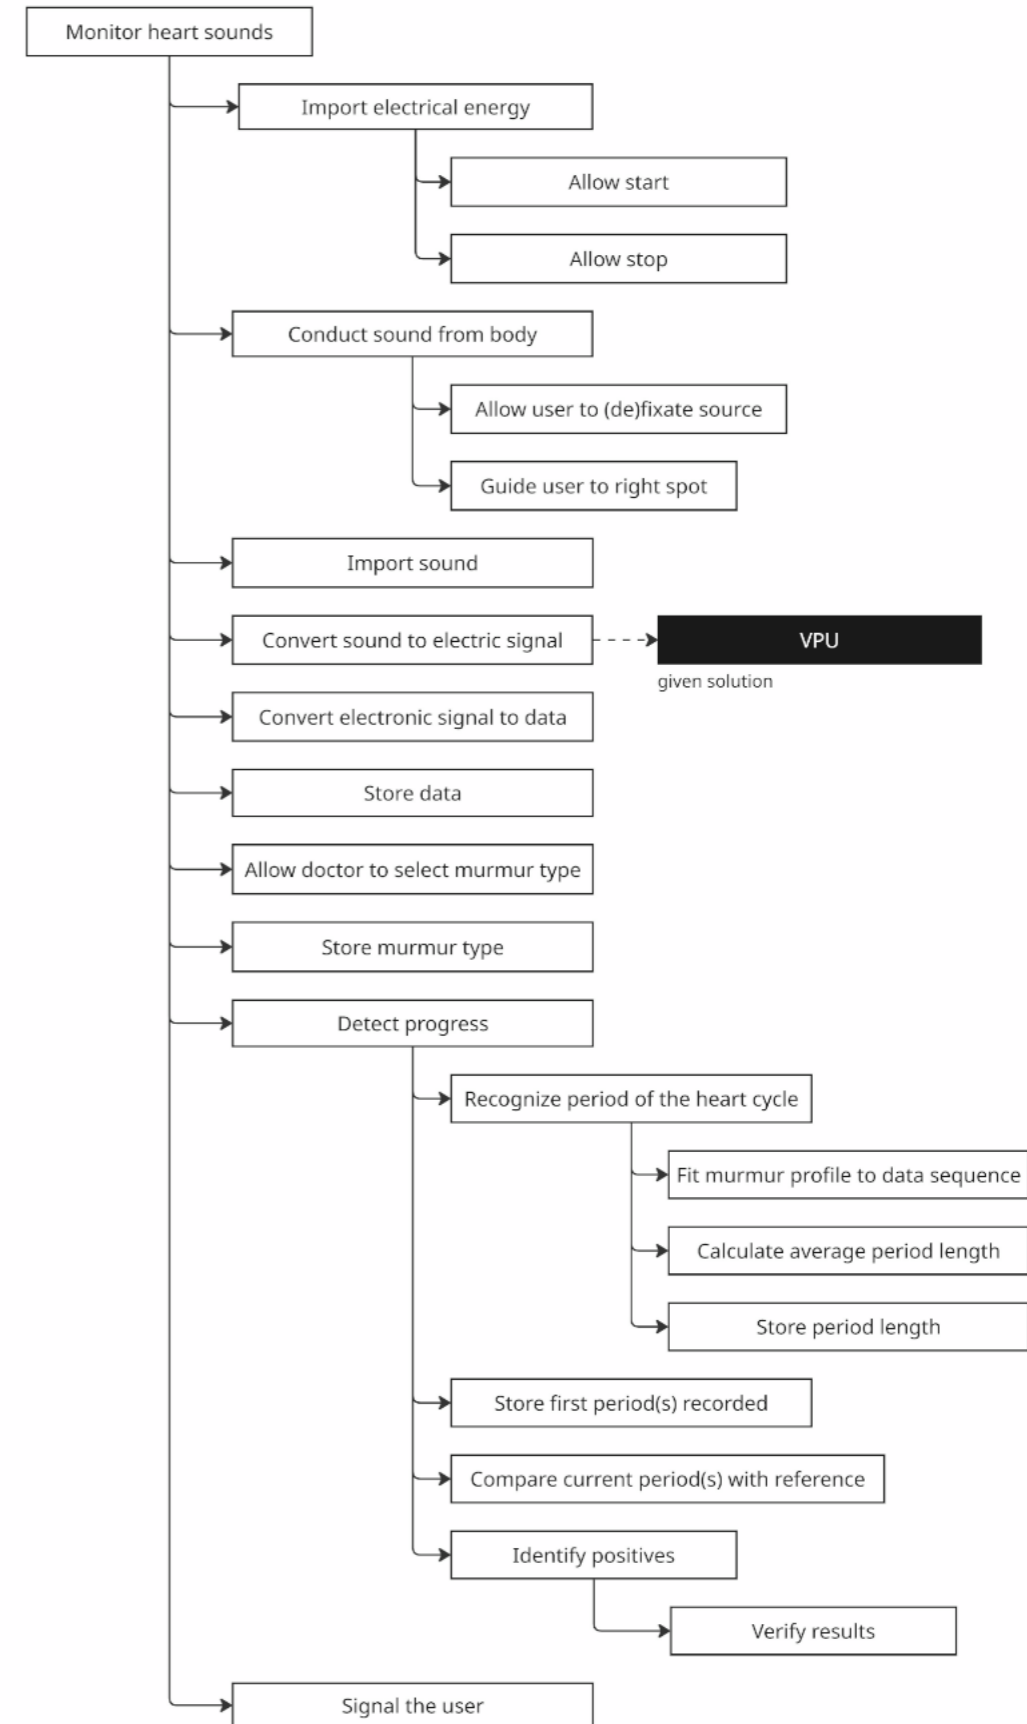 Monitor heart sounds
Import electrical energy
Allow start
Allow stop
Conduct sound from body
Allow user to (de)fixate source
Guide user to right spot
Import sound
Convert sound to electric signal
VPU
given solution
Convert electronic signal to data
Store data
Allow doctor to select murmur type
Store murmur type
Detect progress
Recognize period of the heart cycle
Fit murmur profile to data sequence
Calculate average period length
Store period length
Store first period(s) recorded
Compare current period(s) with reference
Identify positives
Verify results
Signal the user